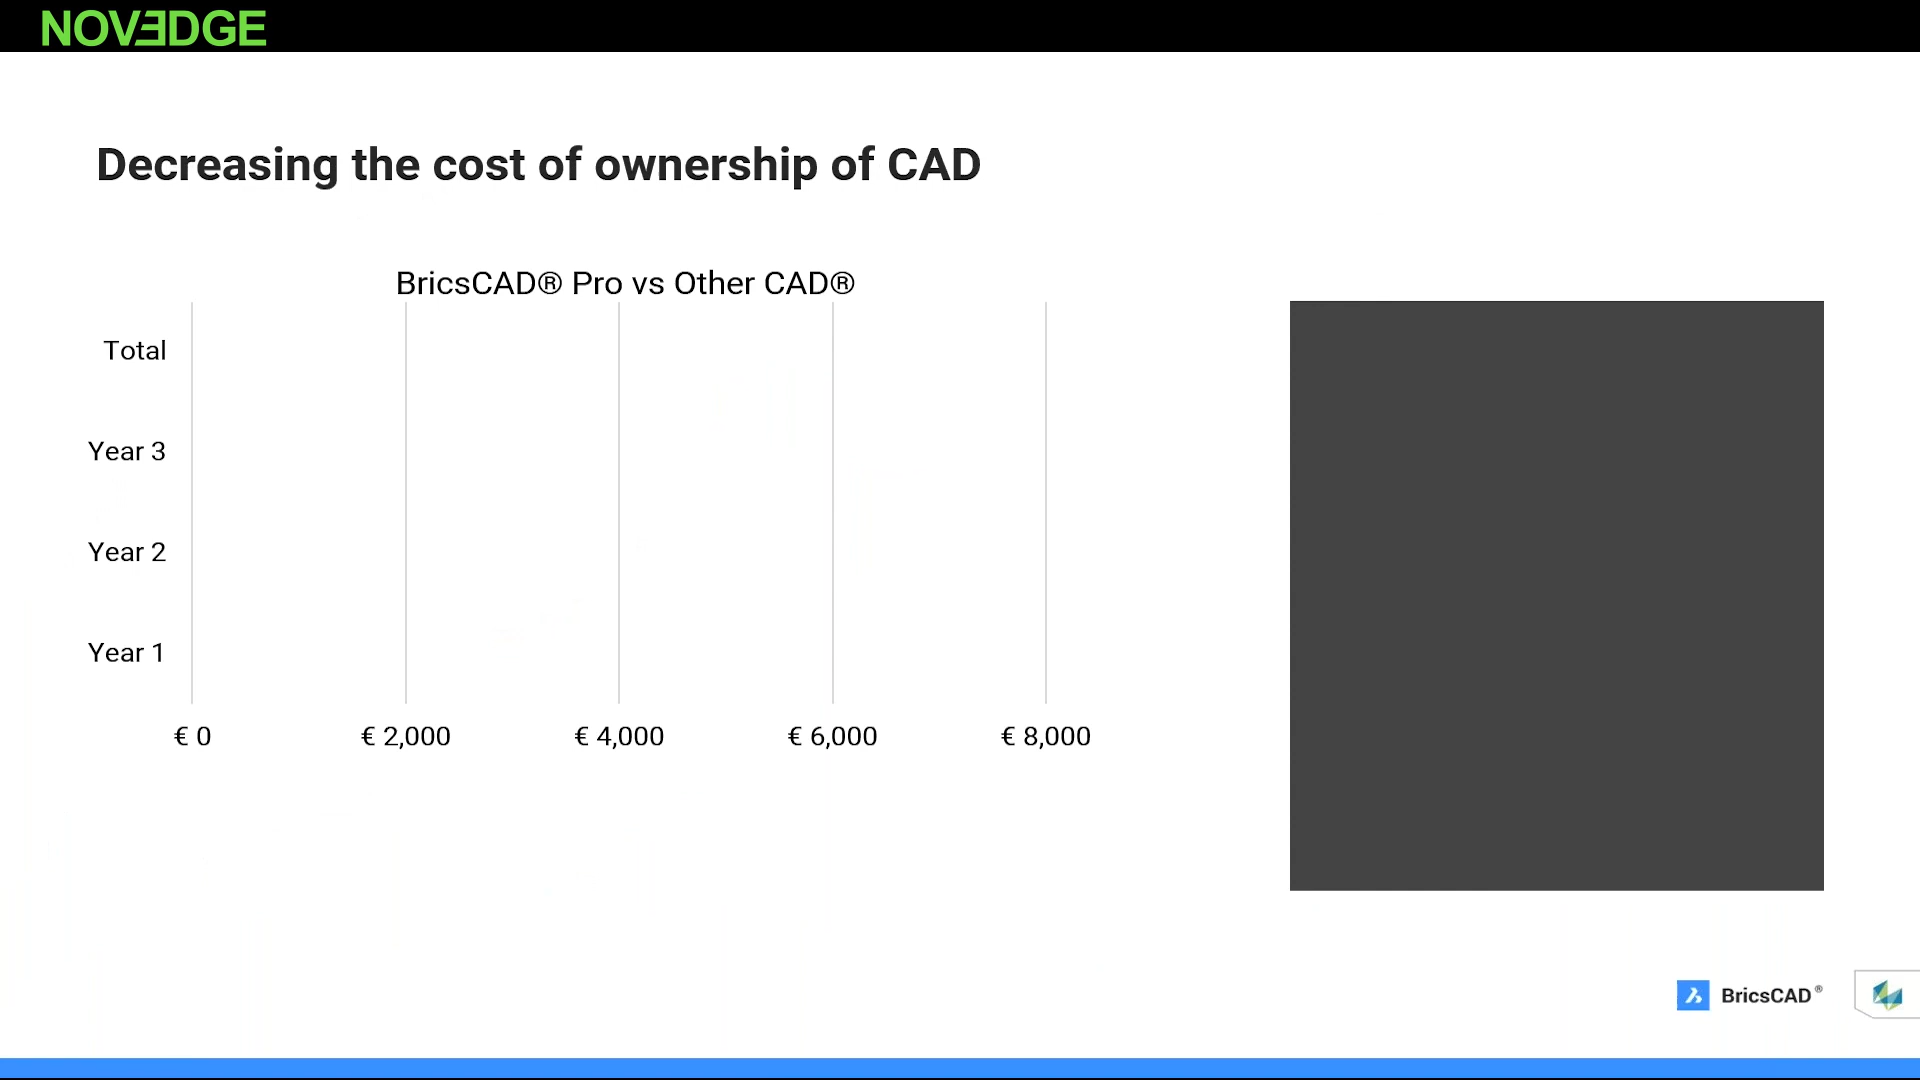 NOVEDGE
Decreasing the cost of ownership of CAD
BricsCAD® Pro vs Other CAD®
Total
Year 3
Year 2
Year 1
€ 0
€ 2,000
€ 4,000
€ 6,000
€ 8,000
BricsCAD®